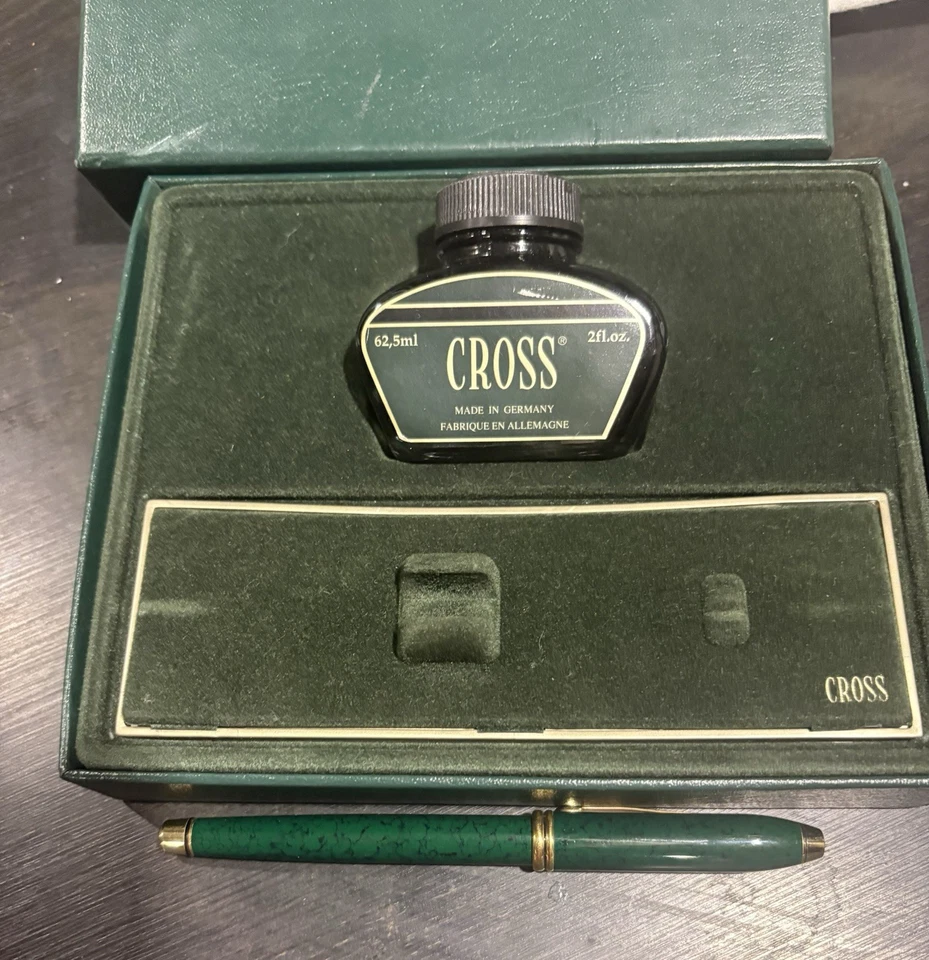 62,5ml
2fl.oz.
CROSS®
MADE IN GERMANY
FABRIQUE EN ALLEMAGNE
CROSS